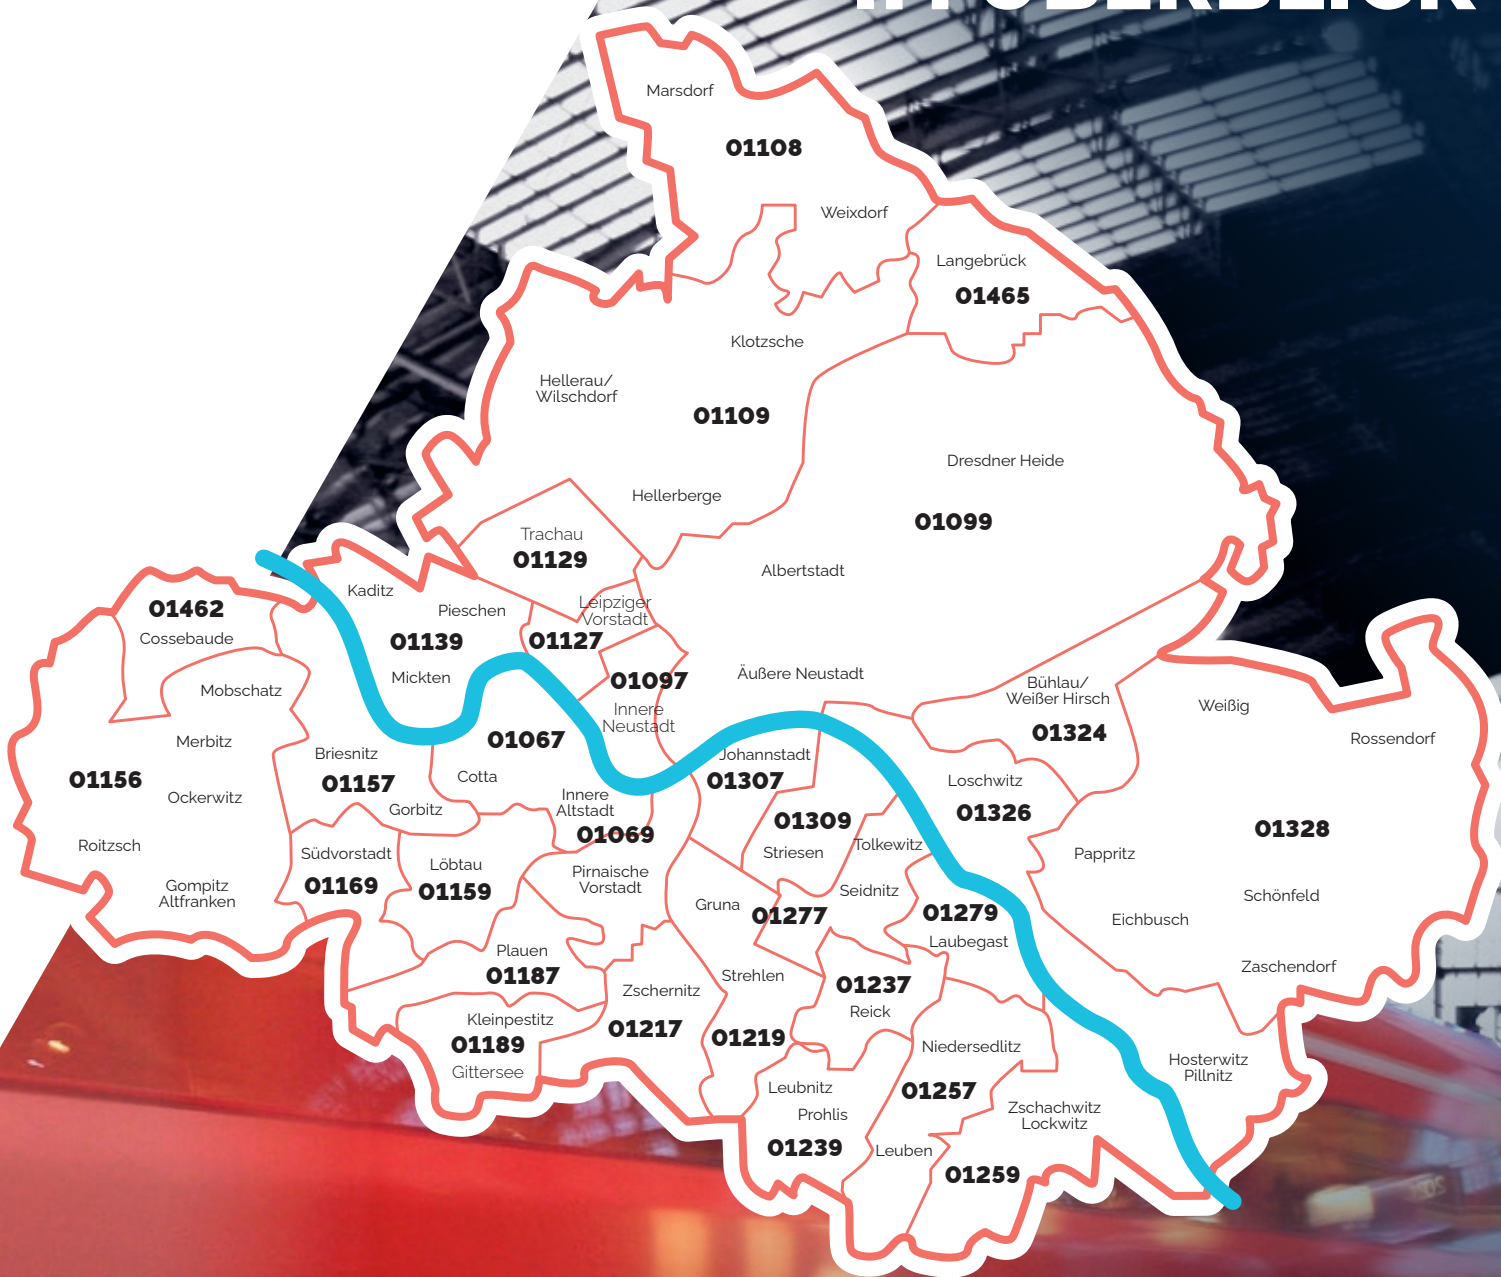 IM ÜBERBLICK
Marsdorf
01108
Weixdorf
Langebrück
01465
Klotzsche
Hellerau/
Wilschdorf
01109
Dresdner Heide
Hellerberge
01099
Trachau
01129
Albertstadt
Kaditz
Leipziger
Vorstadt
Pieschen
01462
Cossebaude
01139
01127
Mickten
01097
Äußere Neustadt
Bühlau/
Weißer Hirsch
Mobschatz
Innere
Neustadt
Weißig
01324
Rossendorf
Merbitz
01067
Briesnitz
Johannstadt
01156
01157
Cotta
01307
Loschwitz
Ockerwitz
Gorbitz
Innere
Altstadt
01326
01309
01328
01069
Roitzsch
Südvorstadt
Striesen
Tolkewitz
Pappritz
Löbtau
01169
01159
Pirnaische
Vorstadt
Gompitz
Altfranken
Seidnitz
Schönfeld
Gruna
01277
01279
Eichbusch
Laubegast
Plauen
01187
Strehlen
Zaschendorf
Zschernitz
01237
Reick
Kleinpestitz
01189
Gittersee
01217
01219
Niedersedlitz
Hosterwitz
Pillnitz
Leubnitz
01257
Prohlis
Zschachwitz
Lockwitz
01239
Leuben
01259